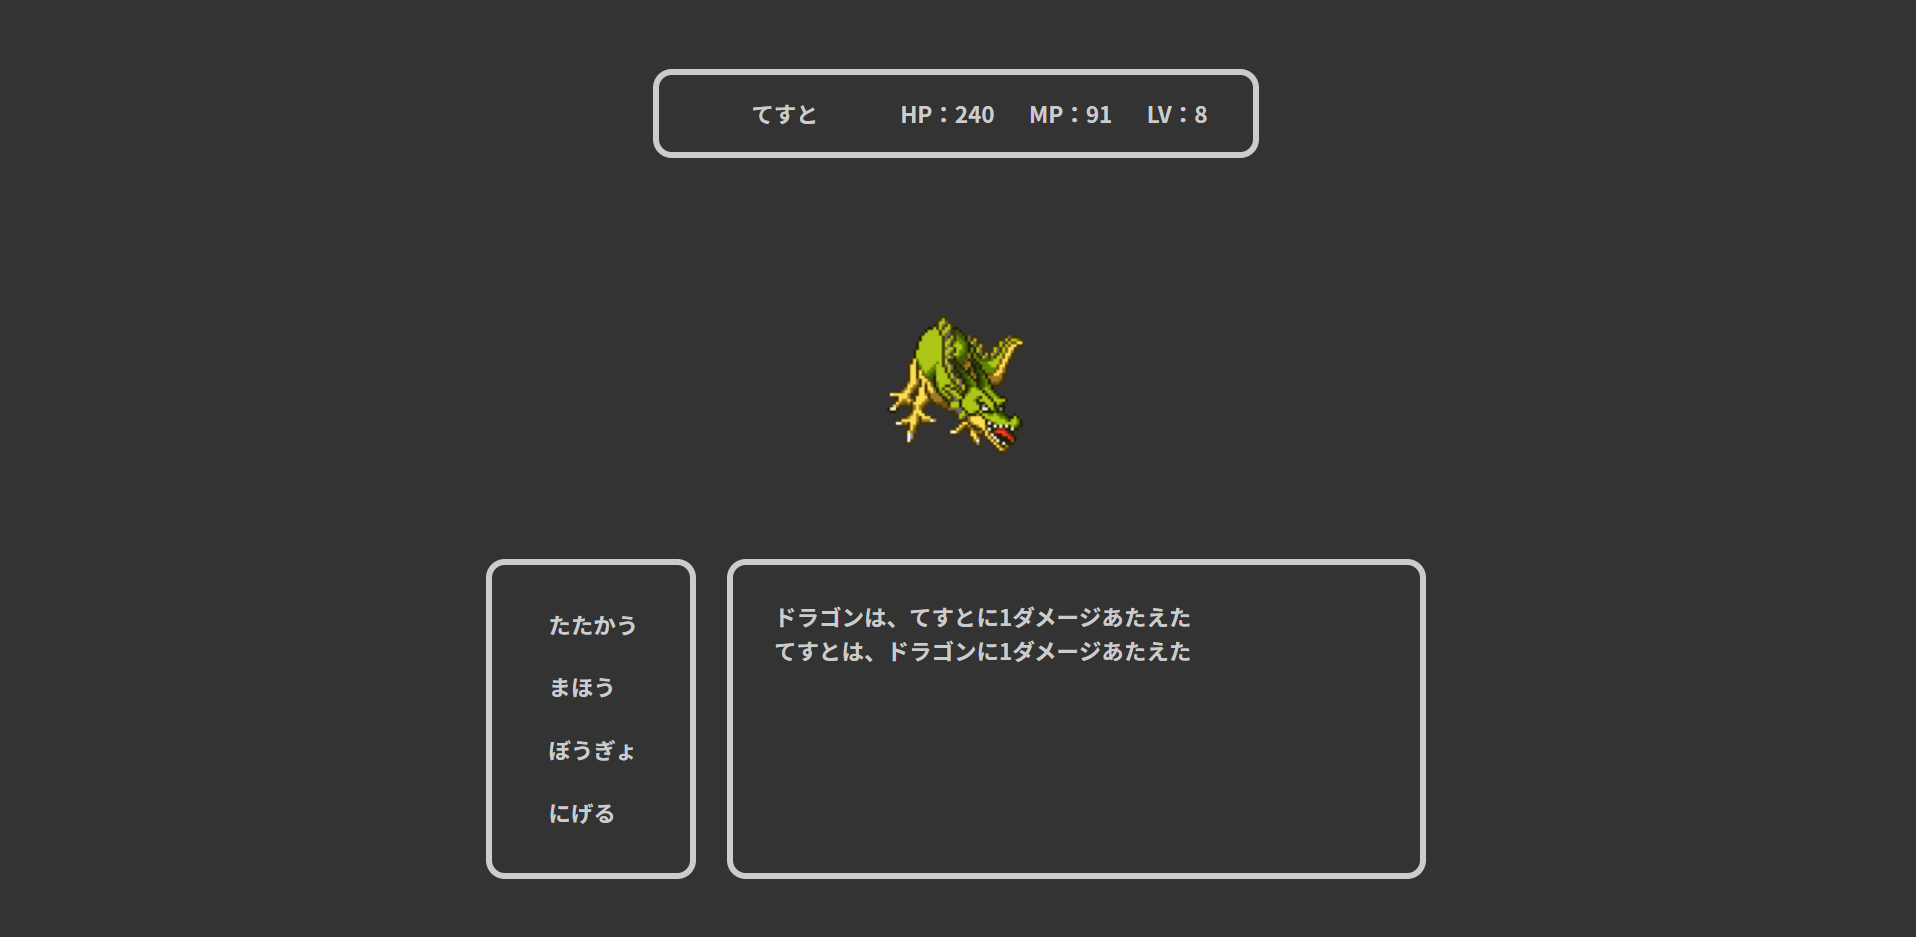 てすと HP：240 MP：91 LV：8
たたかう
まほう
ぼうぎょ
にげる
ドラゴンは、てすとに1ダメージあたえた
てすとは、ドラゴンに1ダメージあたえた